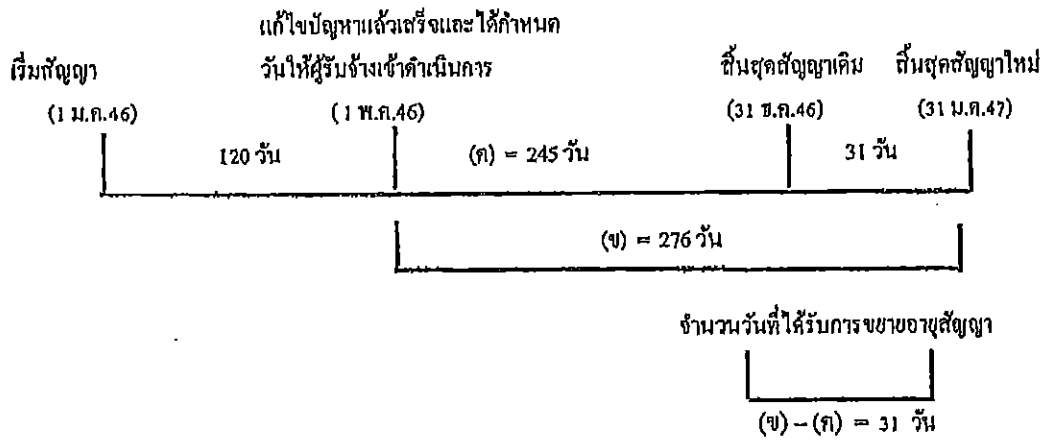 แก้ไขปัญหาแล้วเสร็จและได้กำหนด
เริ่มสัญญา วันให้ผู้รับจ้างเข้าดำเนินการ สิ้นสุดสัญญาเดิม สิ้นสุดสัญญาใหม่
(1 ม.ค.46) (1 พ.ค.46) (31 ธ.ค.46) (31 ม.ค.47)
120 วัน (ค) = 245 วัน 31 วัน
(ข) = 276 วัน
จำนวนวันที่ได้รับการขยายอายุสัญญา
(ข) – (ค) = 31 วัน